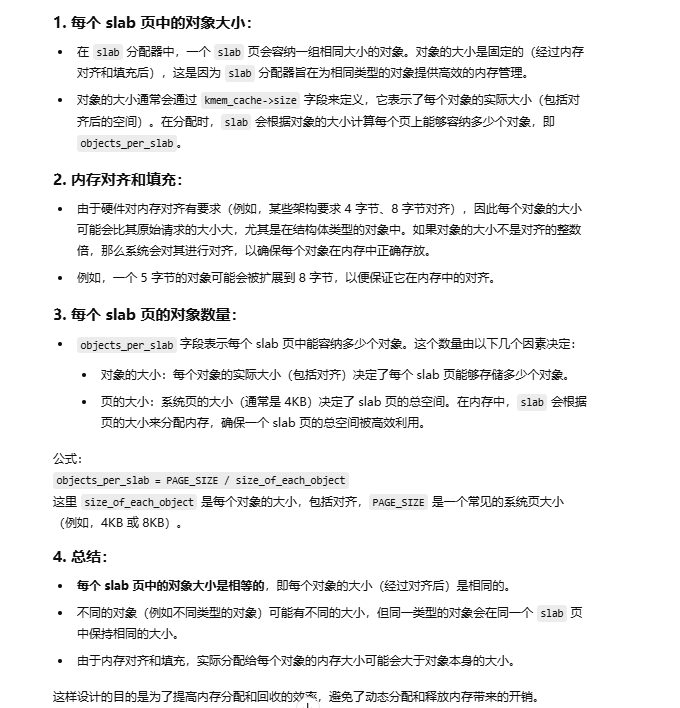 1. 每个 slab 页中的对象大小：
• 在 slab 分配器中，一个 slab 页会容纳一组相同大小的对象。对象的大小是固定的（经过内存
对齐和填充后），这是因为 slab 分配器旨在为相同类型的对象提供高效的内存管理。
• 对象的大小通常会通过 kmem_cache->size 字段来定义，它表示了每个对象的实际大小（包括对
齐后的空间）。在分配时，slab 会根据对象的大小计算每个页上能够容纳多少个对象，即
objects_per_slab。
2. 内存对齐和填充：
• 由于硬件对内存对齐有要求（例如，某些架构要求 4 字节、8 字节对齐），因此每个对象的大小
可能会比其原始请求的大小大，尤其是在结构体类型的对象中。如果对象的大小不是对齐的整数
倍，那么系统会对其进行对齐，以确保每个对象在内存中正确存放。
• 例如，一个 5 字节的对象可能会被扩展到 8 字节，以便保证它在内存中的对齐。
3. 每个 slab 页的对象数量：
• objects_per_slab 字段表示每个 slab 页中能容纳多少个对象。这个数量由以下几个因素决定：
• 对象的大小：每个对象的实际大小（包括对齐）决定了每个 slab 页能够存储多少个对象。
• 页的大小：系统页的大小（通常是 4KB）决定了 slab 页的总空间。在内存中，slab 会根据
页的大小来分配内存，确保一个 slab 页的总空间被高效利用。
公式：
objects_per_slab = PAGE_SIZE / size_of_each_object
这里 size_of_each_object 是每个对象的大小，包括对齐，PAGE_SIZE 是一个常见的系统页大小
（例如，4KB 或 8KB）。
4. 总结：
• 每个 slab 页中的对象大小是相等的，即每个对象的大小（经过对齐后）是相同的。
• 不同的对象（例如不同类型的对象）可能有不同的大小，但同一类型的对象会在同一个 slab 页
中保持相同的大小。
• 由于内存对齐和填充，实际分配给每个对象的内存大小可能会大于对象本身的大小。
这样设计的目的是为了提高内存分配和回收的效率，避免了动态分配和释放内存带来的开销。